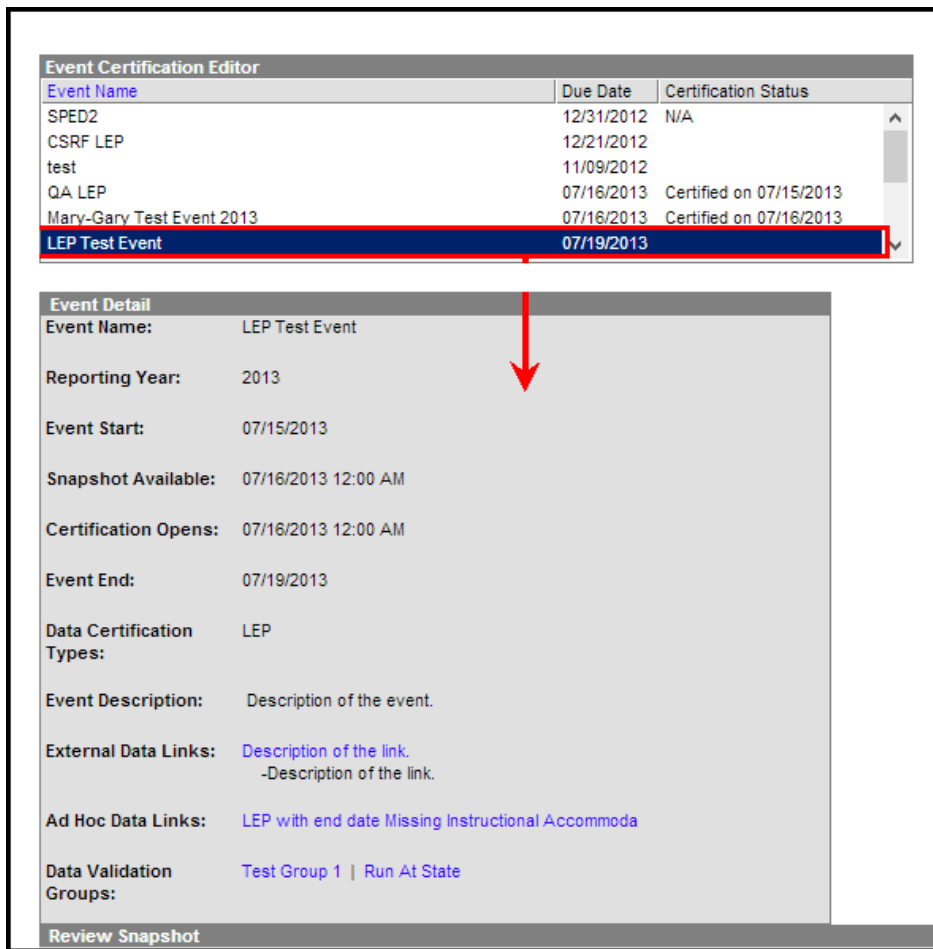 Event Certification Editor
Event Name Due Date Certification Status
SPED2 12/31/2012 N/A
CSRF LEP 12/21/2012
test 11/09/2012
QA LEP 07/16/2013 Certified on 07/15/2013
Mary-Gary Test Event 2013 07/16/2013 Certified on 07/16/2013
LEP Test Event 07/19/2013
Event Detail
Event Name: LEP Test Event
Reporting Year: 2013
Event Start: 07/15/2013
Snapshot Available: 07/16/2013 12:00 AM
Certification Opens: 07/16/2013 12:00 AM
Event End: 07/19/2013
Data Certification LEP
Types:
Event Description: Description of the event.
External Data Links: Description of the link.
-Description of the link.
Ad Hoc Data Links: LEP with end date Missing Instructional Accommoda
Data Validation Test Group 1 | Run At State
Groups:
Review Snapshot